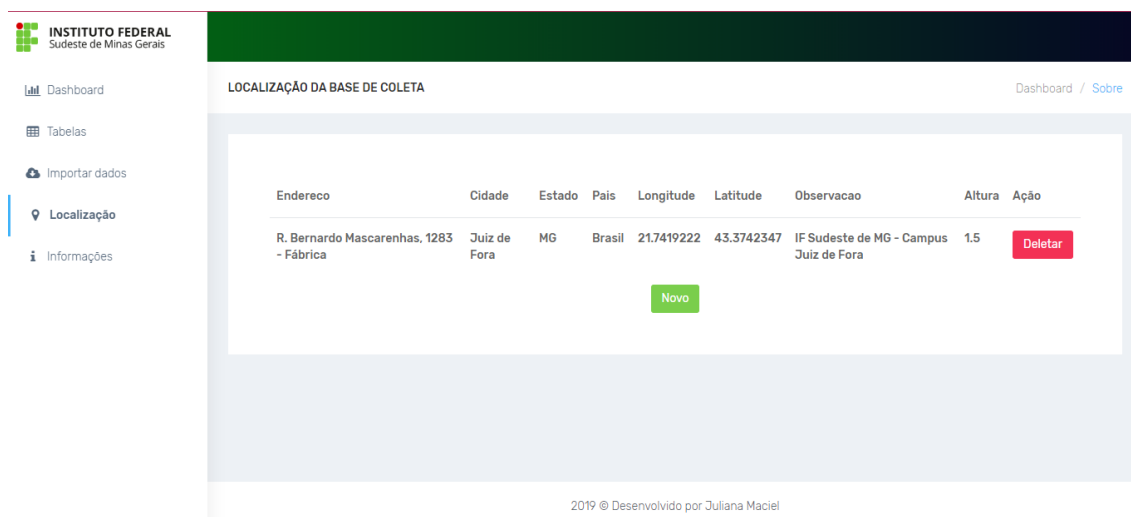 INSTITUTO FEDERAL
Sudeste de Minas Gerais
Dashboard
Tabelas
Importar dados
Localização
Informações
LOCALIZAÇÃO DA BASE DE COLETA
Dashboard / Sobre
Endereco Cidade Estado Pais Longitude Latitude Observacao Altura Ação
R. Bernardo Mascarenhas, 1283 Juiz de MG Brasil 21.7419222 43.3742347 IF Sudeste de MG - Campus 1.5 Deletar
- Fábrica Fora Juiz de Fora
Novo
2019 © Desenvolvido por Juliana Maciel